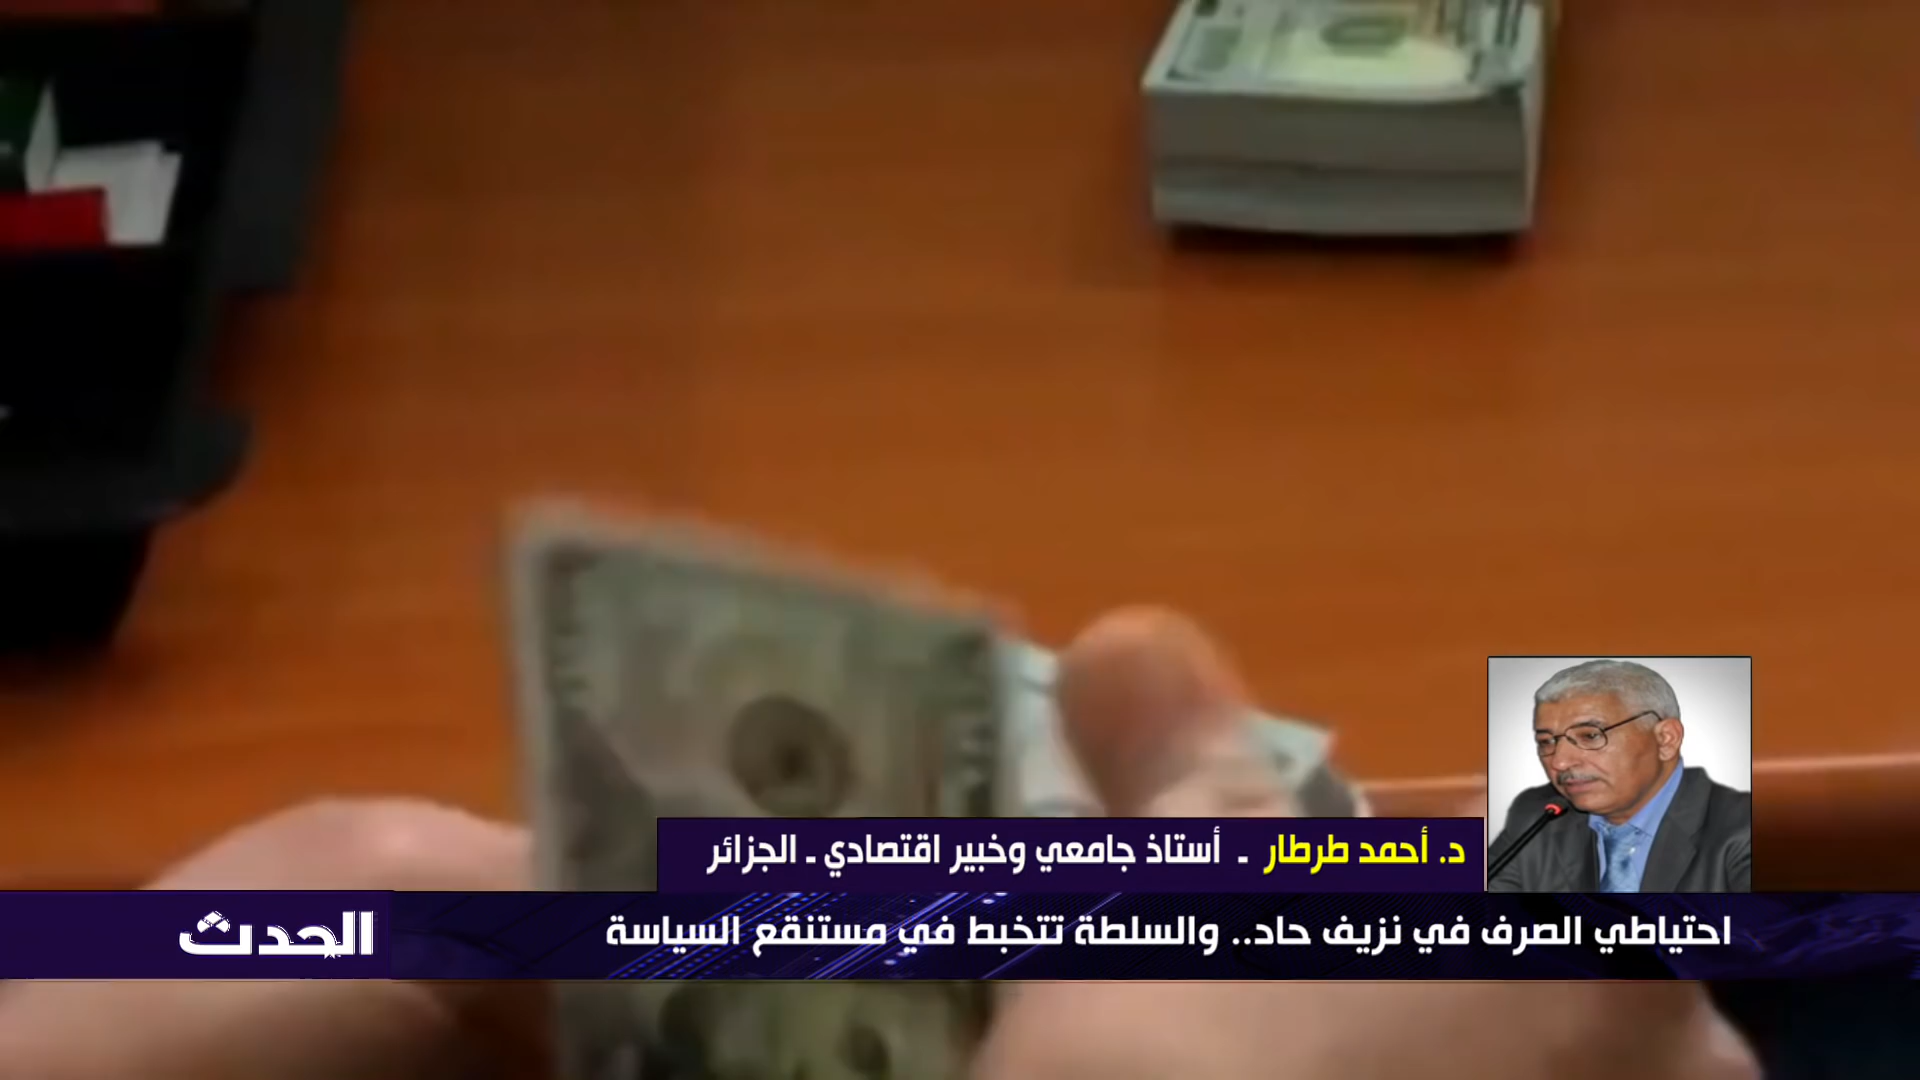 د. أحمد طرطار - أستاذ جامعي وخبير اقتصادي - الجزائر
احتياطي الصرف في نزيف حاد.. والسلطة تتخبط في مستنقع السياسة
الحدث